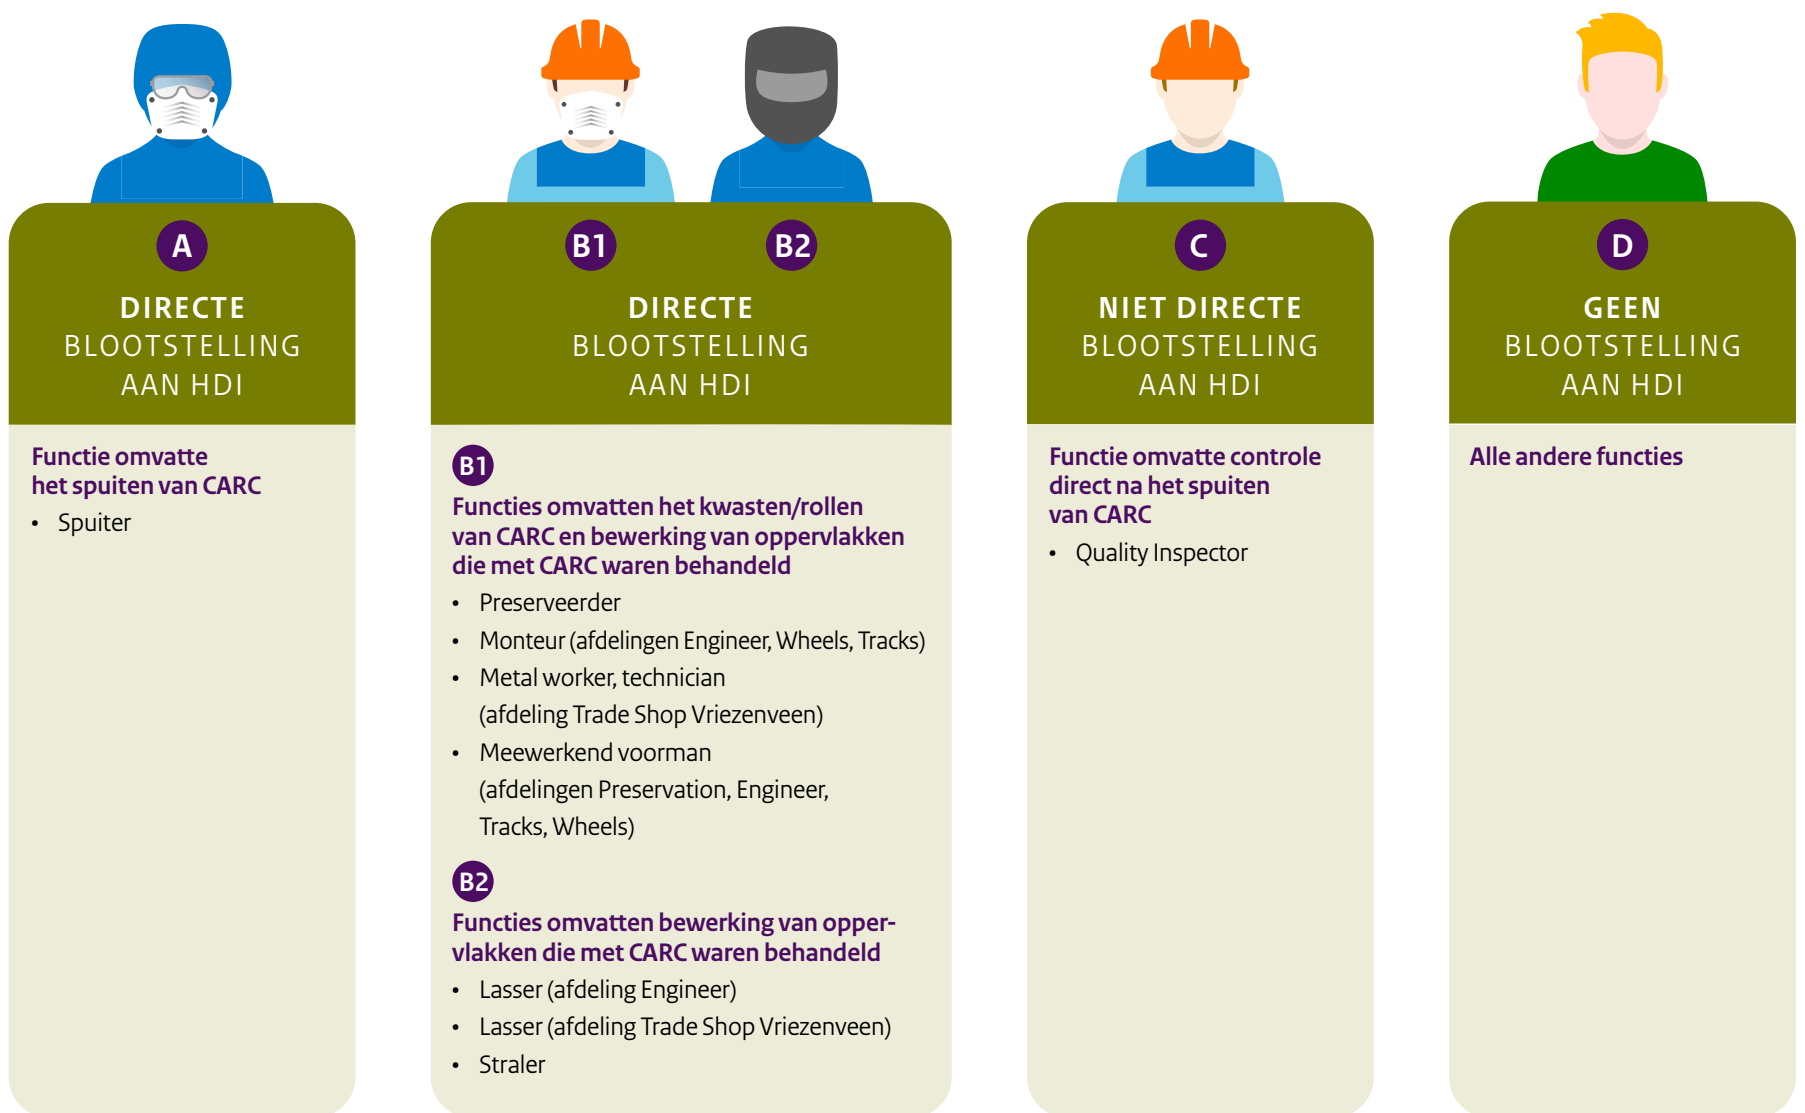 A
DIRECTE
BLOOTSTELLING
AAN HDI
Functie omvatte
het spuiten van CARC
• Spuiter
B1 B2
DIRECTE
BLOOTSTELLING
AAN HDI
B1
Functies omvatten het kwasten/rollen
van CARC en bewerking van oppervlakken
die met CARC waren behandeld
• Preserveerder
• Monteur (afdelingen Engineer, Wheels, Tracks)
• Metal worker, technician
(afdeling Trade Shop Vriezenveen)
• Meewerkend voorman
(afdelingen Preservation, Engineer,
Tracks, Wheels)
B2
Functies omvatten bewerking van opper-
vlakken die met CARC waren behandeld
• Lasser (afdeling Engineer)
• Lasser (afdeling Trade Shop Vriezenveen)
• Straler
C
NIET DIRECTE
BLOOTSTELLING
AAN HDI
Functie omvatte controle
direct na het spuiten
van CARC
• Quality Inspector
D
GEEN
BLOOTSTELLING
AAN HDI
Alle andere functies